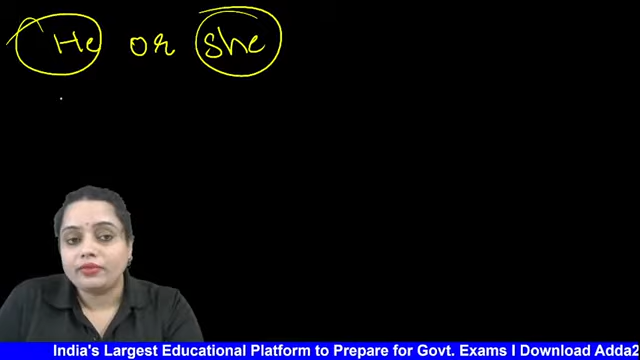 He or she
India's Largest Educational Platform to Prepare for Govt. Exams I Download Adda2